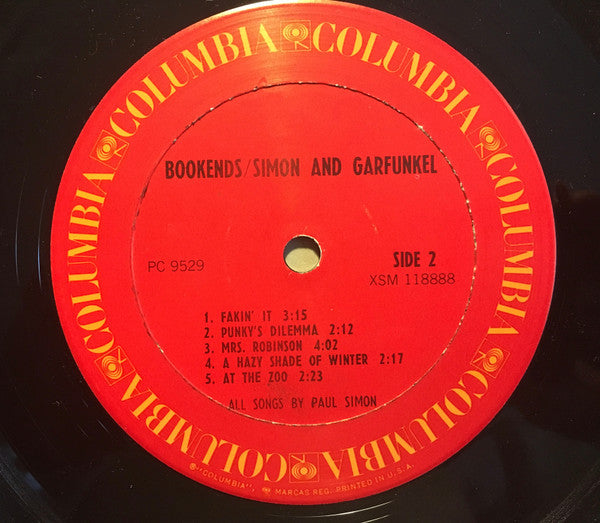 COLUMBIA COLUMBIA COLUMBIA COLUMBIA COLUMBIA COLUMBIA
BOOKENDS/SIMON AND GARFUNKEL
PC 9529
SIDE 2
XSM 118888
1. FAKIN' IT 3:15
2. PUNKY'S DILEMMA 2:12
3. MRS. ROBINSON 4:02
4. A HAZY SHADE OF WINTER 2:17
5. AT THE ZOO 2:23
ALL SONGS BY PAUL SIMON
®"COLUMBIA", MARCAS REG. PRINTED IN U.S.A.